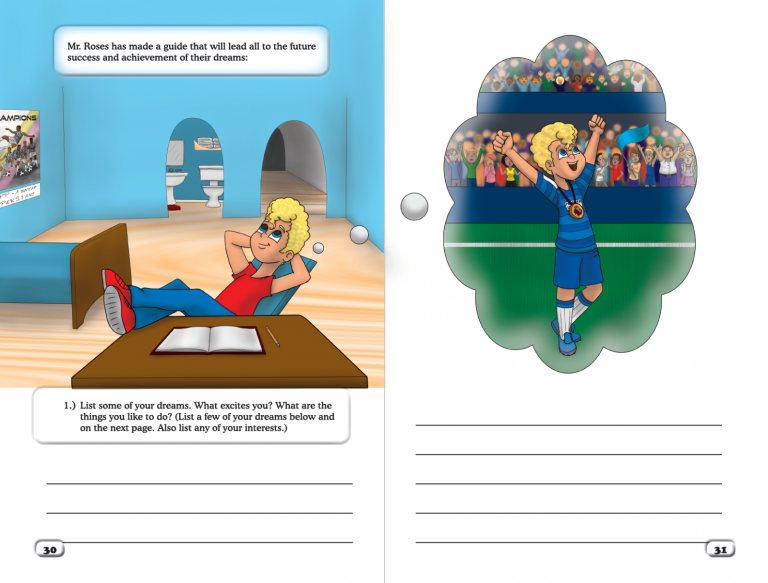 Mr. Roses has made a guide that will lead all to the future
success and achievement of their dreams:
AMPIONS
1.) List some of your dreams. What excites you? What are the
things you like to do? (List a few of your dreams below and
on the next page. Also list any of your interests.)
30
31